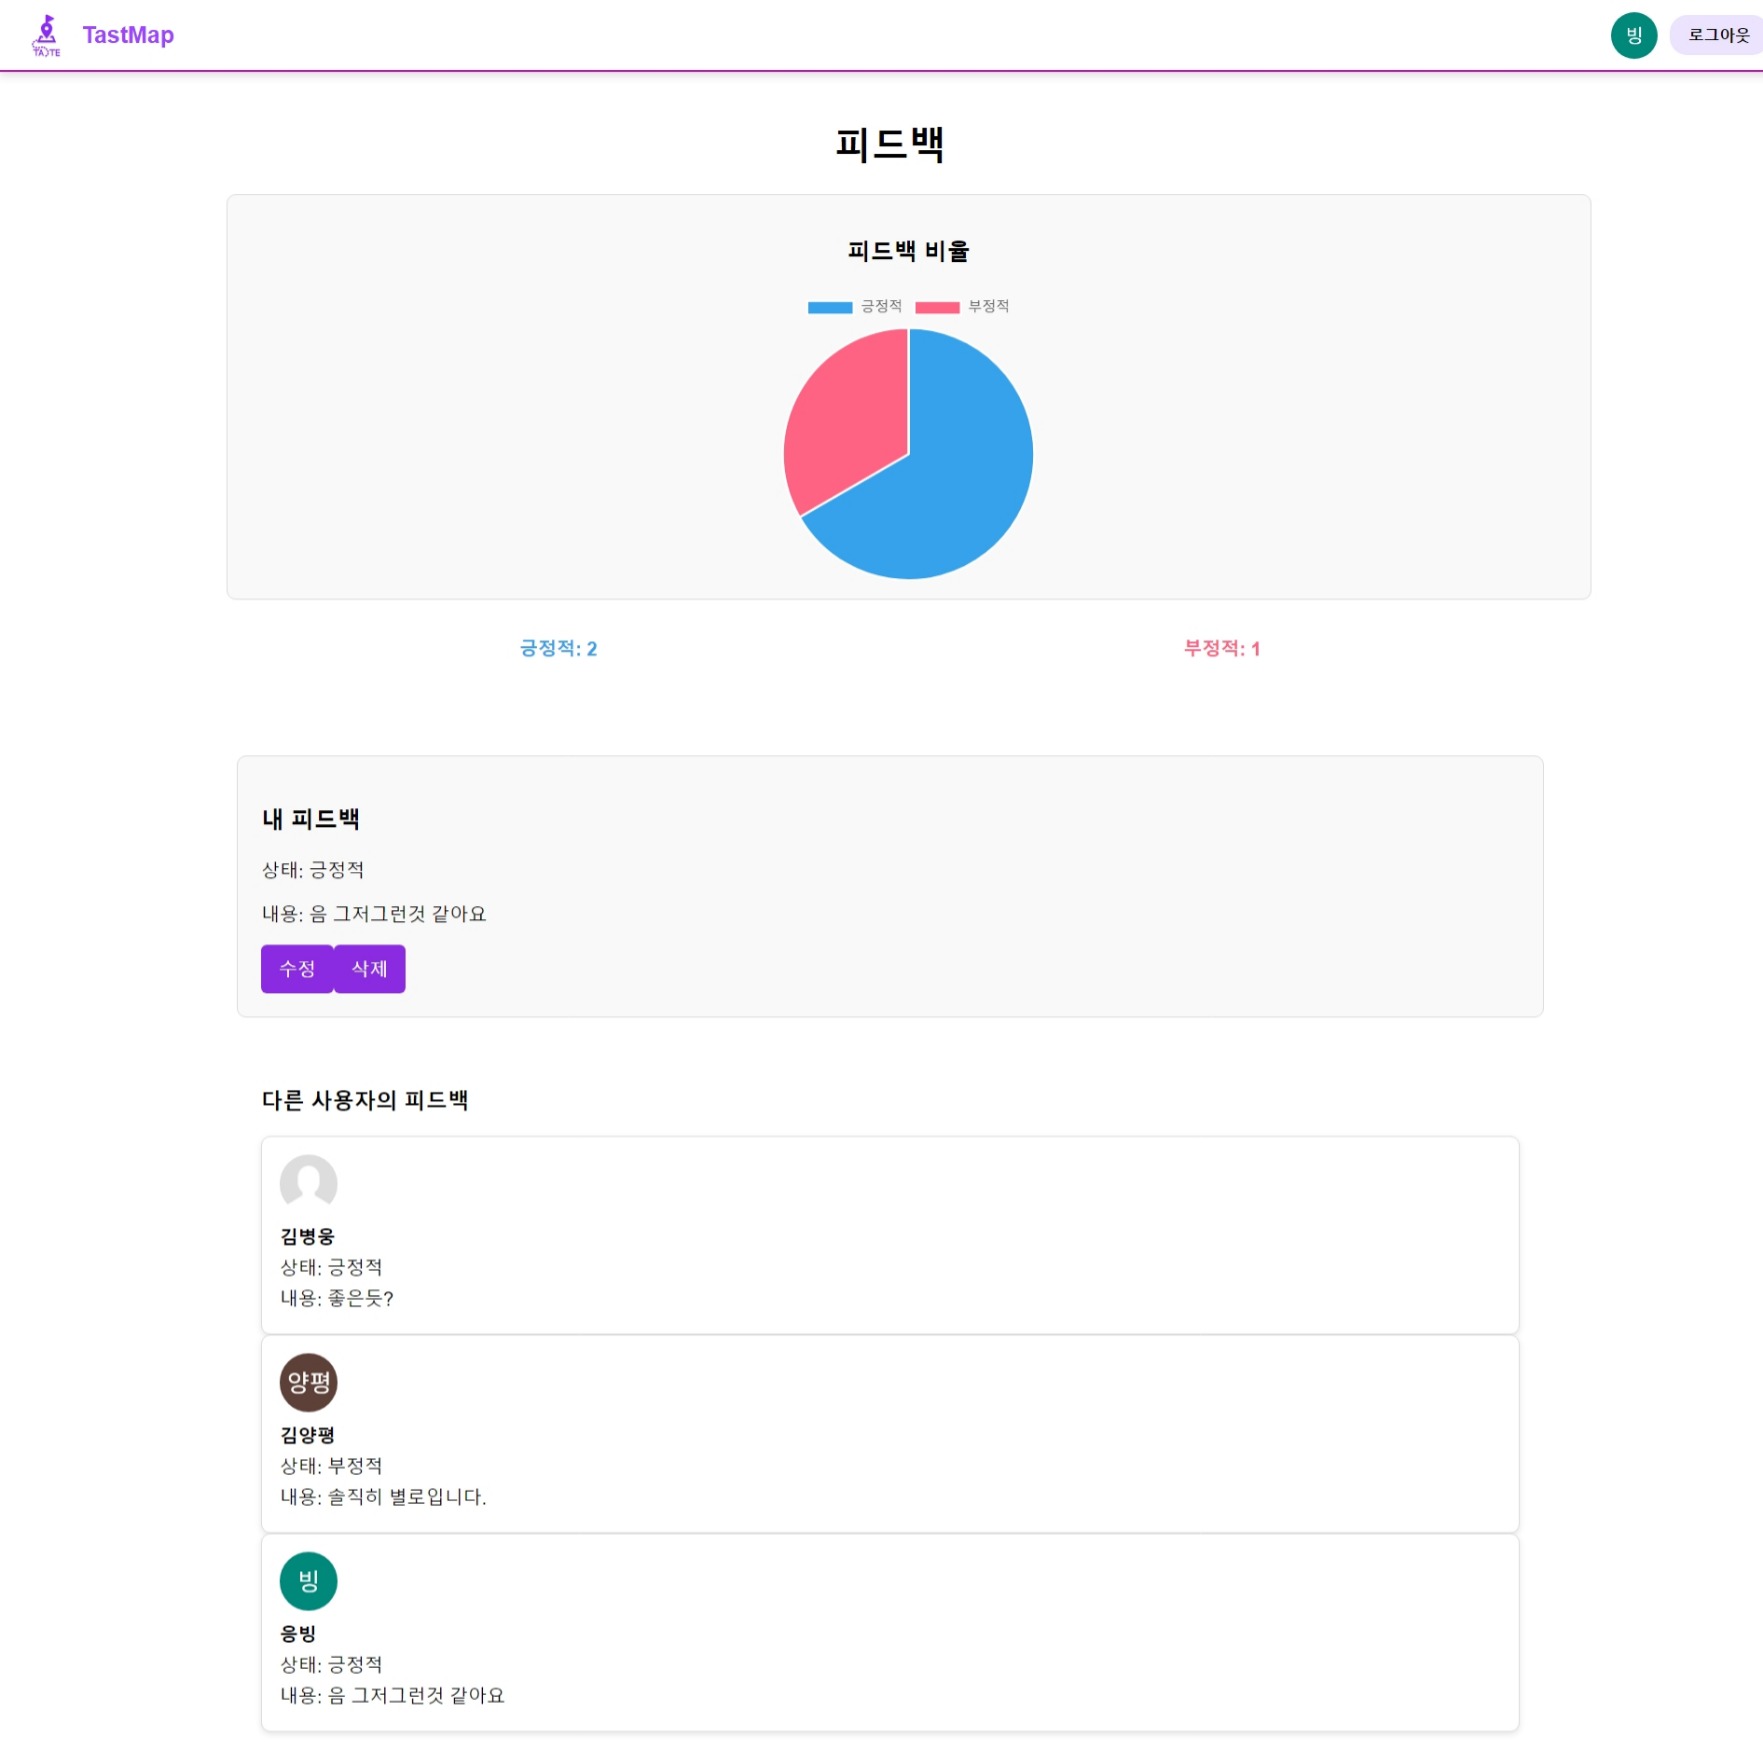 TASTE
TastMap
빙
로그아웃
피드백
피드백 비율
긍정적
부정적
긍정적: 2
부정적: 1
내 피드백
상태: 긍정적
내용: 음 그저그런것 같아요
수정
삭제
다른 사용자의 피드백
김병웅
상태: 긍정적
내용: 좋은듯?
양평
김양평
상태: 부정적
내용: 솔직히 별로입니다.
빙
응빙
상태: 긍정적
내용: 음 그저그런것 같아요